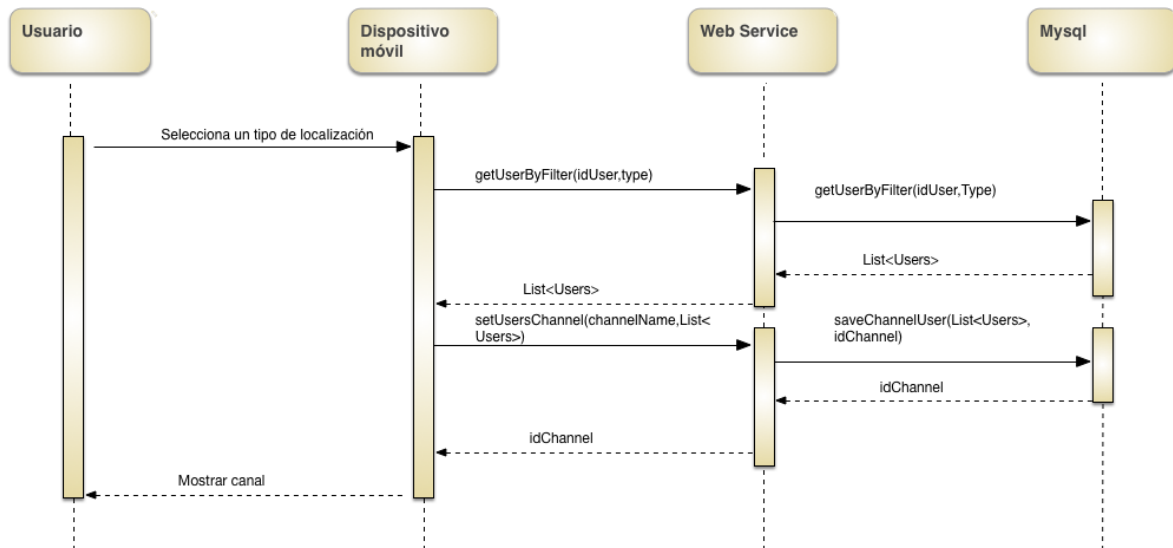 Usuario
Dispositivo
móvil
Web Service
Mysql
Selecciona un tipo de localización
getUserByFilter(idUser,type)
getUserByFilter(idUser,Type)
List<Users>
List<Users>
setUsersChannel(channelName,List<
Users>)
saveChannelUser(List<Users>,
idChannel)
idChannel
idChannel
Mostrar canal